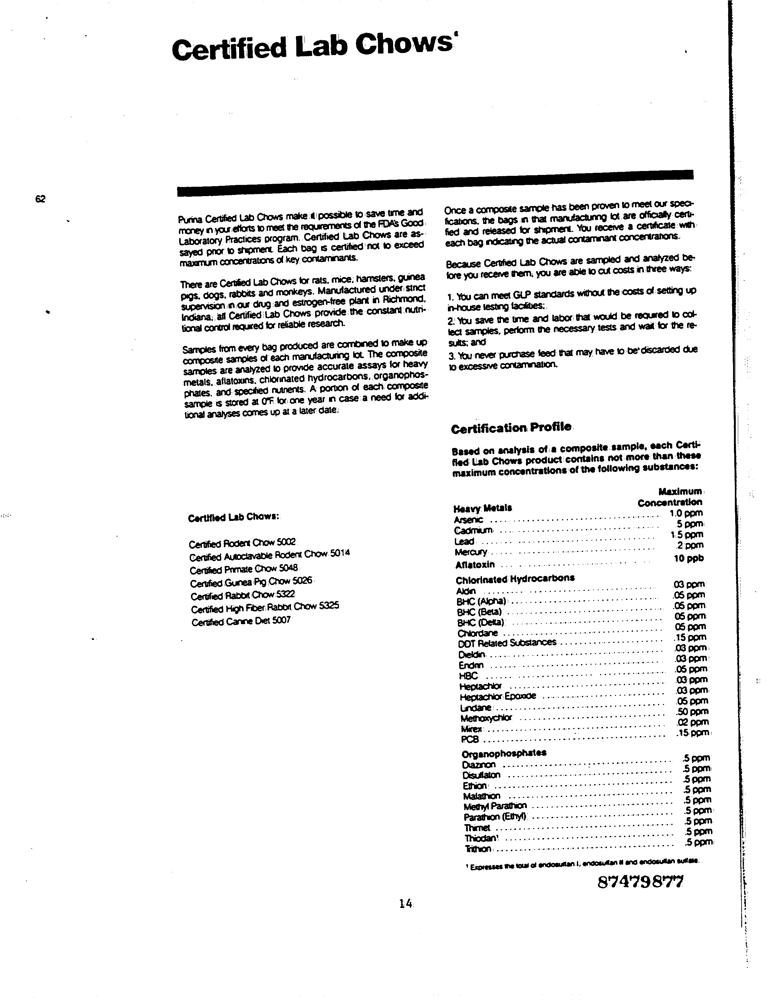 Certified Lab Chows'
62
Purina Certified Lab Chows make it possible to save time and
money in your efforts to meet the requirements of the FDA's Good
Laboratory Practices program. Certified Lab Chows are as-
sayed prior to shipment. Each bag is certified not to exceed
maximum concentrations of key contaminants.
There are Certified Lab Chows for rats, mice, hamsters, guinea
pigs, dogs, rabbits and monkeys. Manufactured under strict
supervision in our drug and estrogen-free plant in Richmond,
Indiana, all Certified Lab Chows provide the constant nutri-
tional control required for reliable research.
Samples from every bag produced are combined to make up
composite samples of each manufacturing lot. The composite
samples are analyzed to provide accurate assays for heavy
metals, aflatoxins, chlorinated hydrocarbons, organophos-
phates, and specified nutrients. A portion of each composite
sample is stored at 0°F. for one year in case a need for addi-
tional analyses comes up at a later date.
Certified Lab Chows:
Certified Rodent Chow 5002
Certified Autoclavable Rodent Chow 5014
Certified Primate Chow 5048
Certified Guinea Pig Chow 5026
Certified Rabbit Chow 5322
Certified High Fiber Rabbit Chow 5325
Certified Canine Diet 5007
Once a composite sample has been proven to meet our speci-
fications, the bags in that manufacturing lot are officially certi-
fied and released for shipment. You receive a certificate with
each bag indicating the actual contaminant concentrations.
Because Certified Lab Chows are sampled and analyzed be-
fore you receive them, you are able to cut costs in three ways:
1. You can meet GLP standards without the costs of setting up
in-house testing facilities;
2. You save the time and labor that would be required to col-
lect samples, perform the necessary tests and wait for the re-
sults; and
3. You never purchase feed that may have to be discarded due
to excessive contamination.
Certification Profile
Based on analysis of a composite sample, each Certi-
fied Lab Chows product contains not more than these
maximum concentrations of the following substances:
Maximum
Heavy Metals Concentration
Arsenic 1.0 ppm
Cadmium .5 ppm
Lead 1.5 ppm
Mercury .2 ppm
Aflatoxin 10 ppb
Chlorinated Hydrocarbons
Aldrin .03 ppm
BHC (Alpha) .05 ppm
BHC (Beta) .05 ppm
BHC (Delta) .05 ppm
Chlordane .05 ppm
DDT Related Substances .15 ppm
Dieldrin .03 ppm
Endrin .03 ppm
HBC .05 ppm
Heptachlor .03 ppm
Heptachlor Epoxide .03 ppm
Lindane .05 ppm
Methoxychlor .50 ppm
Mirex .02 ppm
PCB .15 ppm
Organophosphates
Diazinon .5 ppm
Disulfaton .5 ppm
Ethion .5 ppm
Malathion .5 ppm
Methyl Parathion .5 ppm
Parathion (Ethyl) .5 ppm
Thimet .5 ppm
Thiodan¹ .5 ppm
Trithion .5 ppm
¹ Expresses the total of endosulfan I, endosulfan II and endosulfan sulfate.
87479877
14